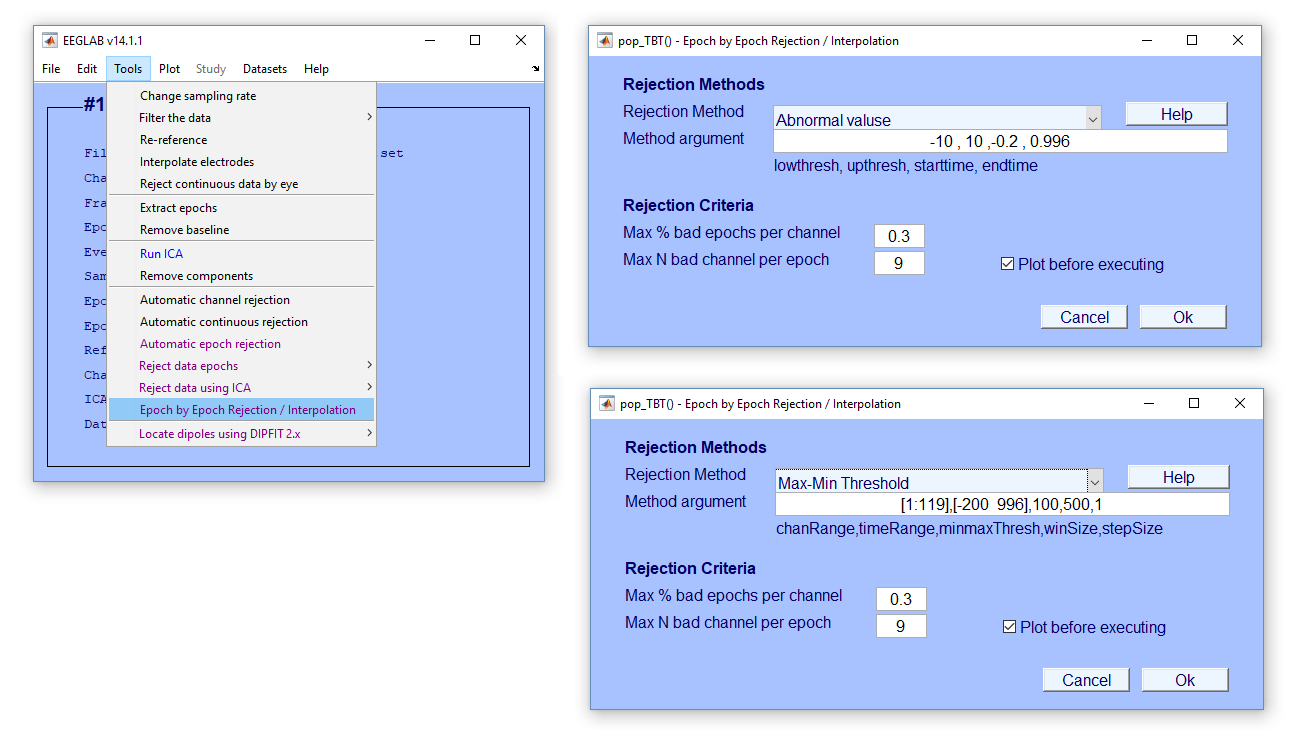 EEGLAB v14.1.1
File Edit Tools Plot Study Datasets Help
#1
Change sampling rate
Filter the data
Re-reference
Interpolate electrodes
Reject continuous data by eye
Extract epochs
Remove baseline
Run ICA
Remove components
Automatic channel rejection
Automatic continuous rejection
Automatic epoch rejection
Reject data epochs
Reject data using ICA
Epoch by Epoch Rejection / Interpolation
Locate dipoles using DIPFIT 2.x
Fil
set
Cha
Fra
Epo
Eve
Sam
Epo
Epo
Ref
Cha
ICA
Dat
pop_TBT() - Epoch by Epoch Rejection / Interpolation
Rejection Methods
Rejection Method Abnormal valuse Help
Method argument -10 , 10 ,-0.2 , 0.996
lowthresh, upthresh, starttime, endtime
Rejection Criteria
Max % bad epochs per channel 0.3
Max N bad channel per epoch 9 Plot before executing
Cancel Ok
pop_TBT() - Epoch by Epoch Rejection / Interpolation
Rejection Methods
Rejection Method Max-Min Threshold Help
Method argument [1:119],[-200 996],100,500,1
chanRange,timeRange,minmaxThresh,winSize,stepSize
Rejection Criteria
Max % bad epochs per channel 0.3
Max N bad channel per epoch 9 Plot before executing
Cancel Ok